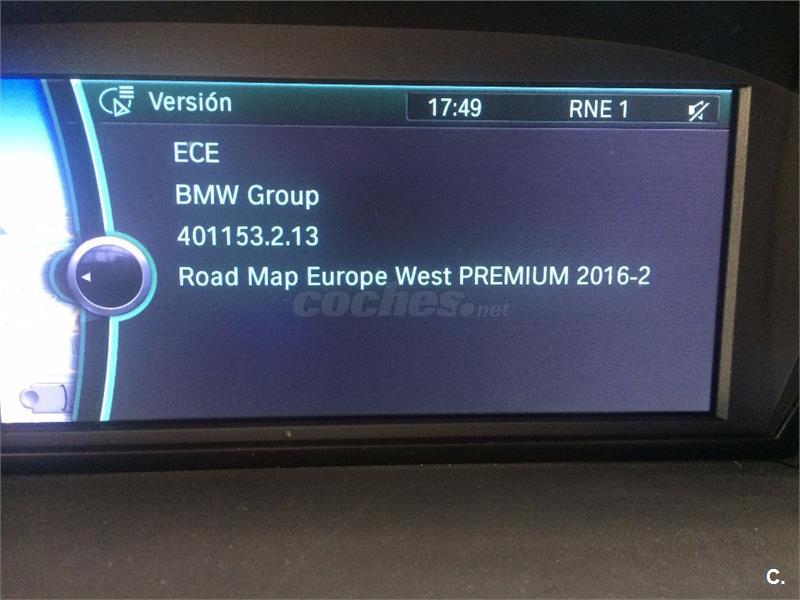 Versión 17:49 RNE 1
ECE
BMW Group
401153.2.13
Road Map Europe West PREMIUM 2016-2
coches.net
C.